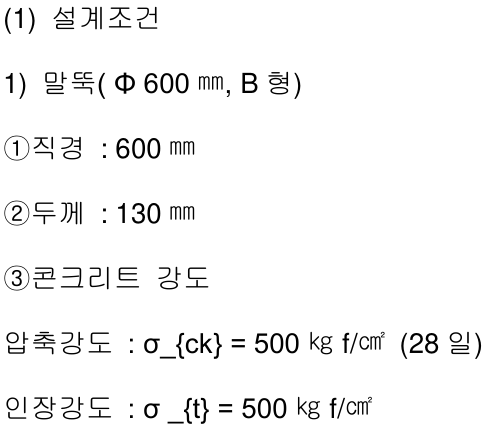 (1) 설계조건
1) 말뚝( Φ 600 ㎜, B 형)
①직경 : 600 ㎜
②두께 : 130 ㎜
③콘크리트 강도
압축강도 : σ_{ck} = 500 ㎏ f/㎠ (28 일)
인장강도 : σ _{t} = 500 ㎏ f/㎠